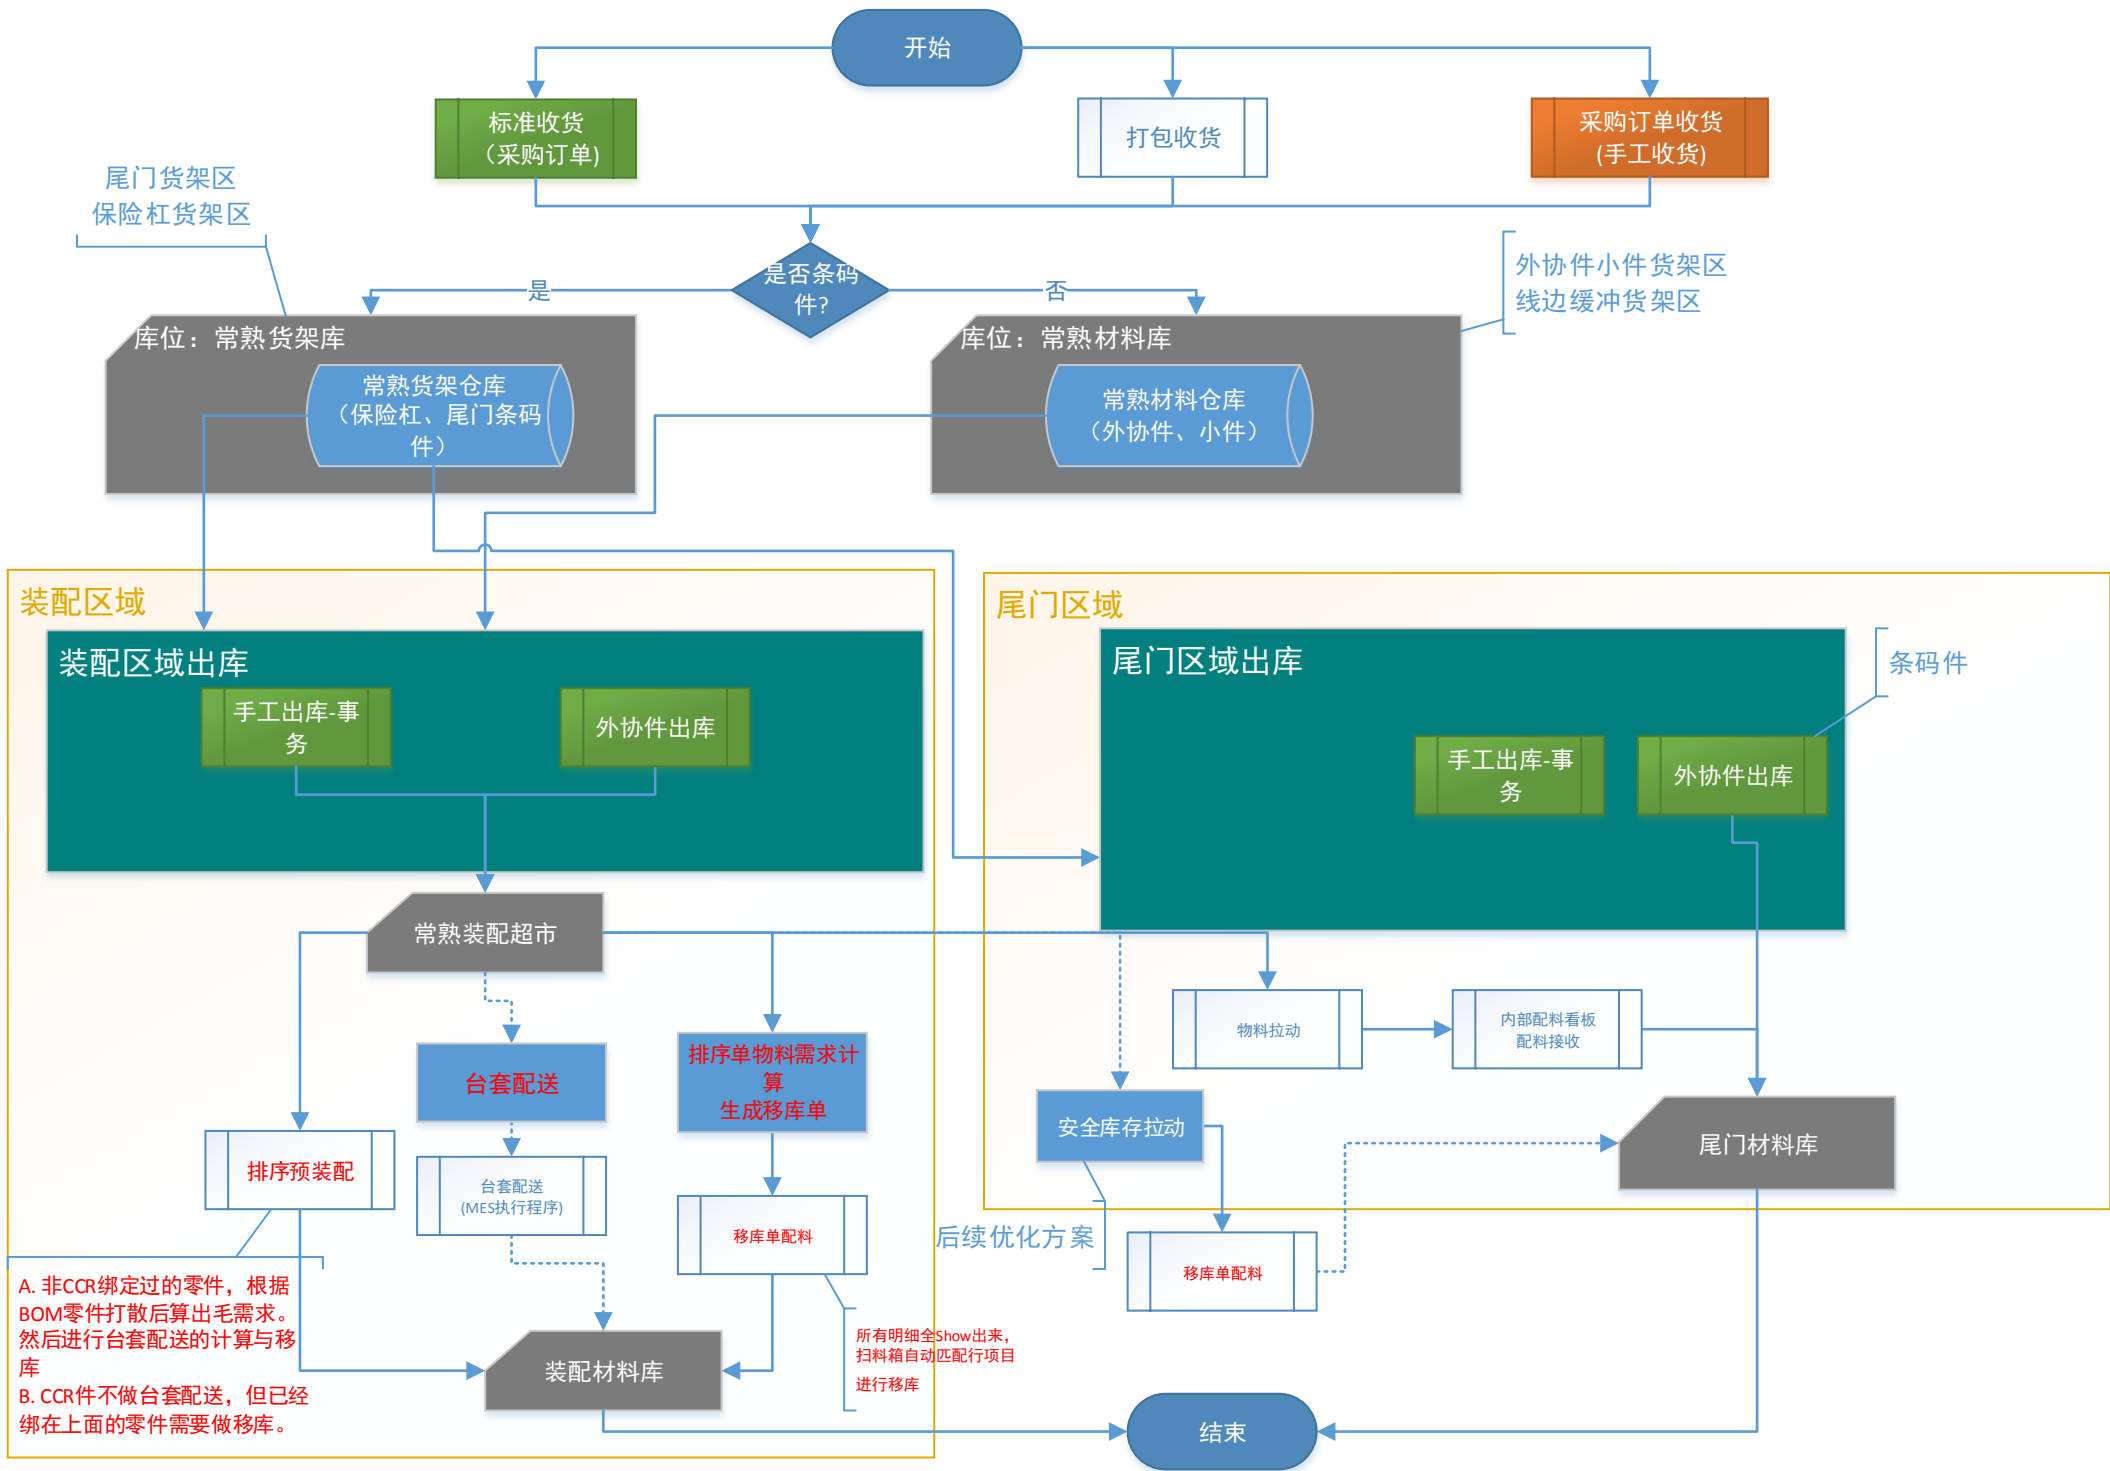 开始
标准收货
（采购订单)
打包收货
采购订单收货
(手工收货)
尾门货架区
保险杠货架区
是否条码
件?
是
否
外协件小件货架区
线边缓冲货架区
库位：常熟货架库
常熟货架仓库
（保险杠、尾门条码
件）
库位：常熟材料库
常熟材料仓库
（外协件、小件）
装配区域
装配区域出库
手工出库-事
务
外协件出库
尾门区域
尾门区域出库
条码件
手工出库-事
务
外协件出库
常熟装配超市
物料拉动
内部配料看板
配料接收
台套配送
排序单物料需求计
算
生成移库单
安全库存拉动
尾门材料库
排序预装配
台套配送
(MES执行程序)
移库单配料
后续优化方案
移库单配料
A. 非CCR绑定过的零件，根据
BOM零件打散后算出毛需求。
然后进行台套配送的计算与移
库
B. CCR件不做台套配送，但已经
绑在上面的零件需要做移库。
所有明细全Show出来，
扫料箱自动匹配行项目
进行移库
装配材料库
结束